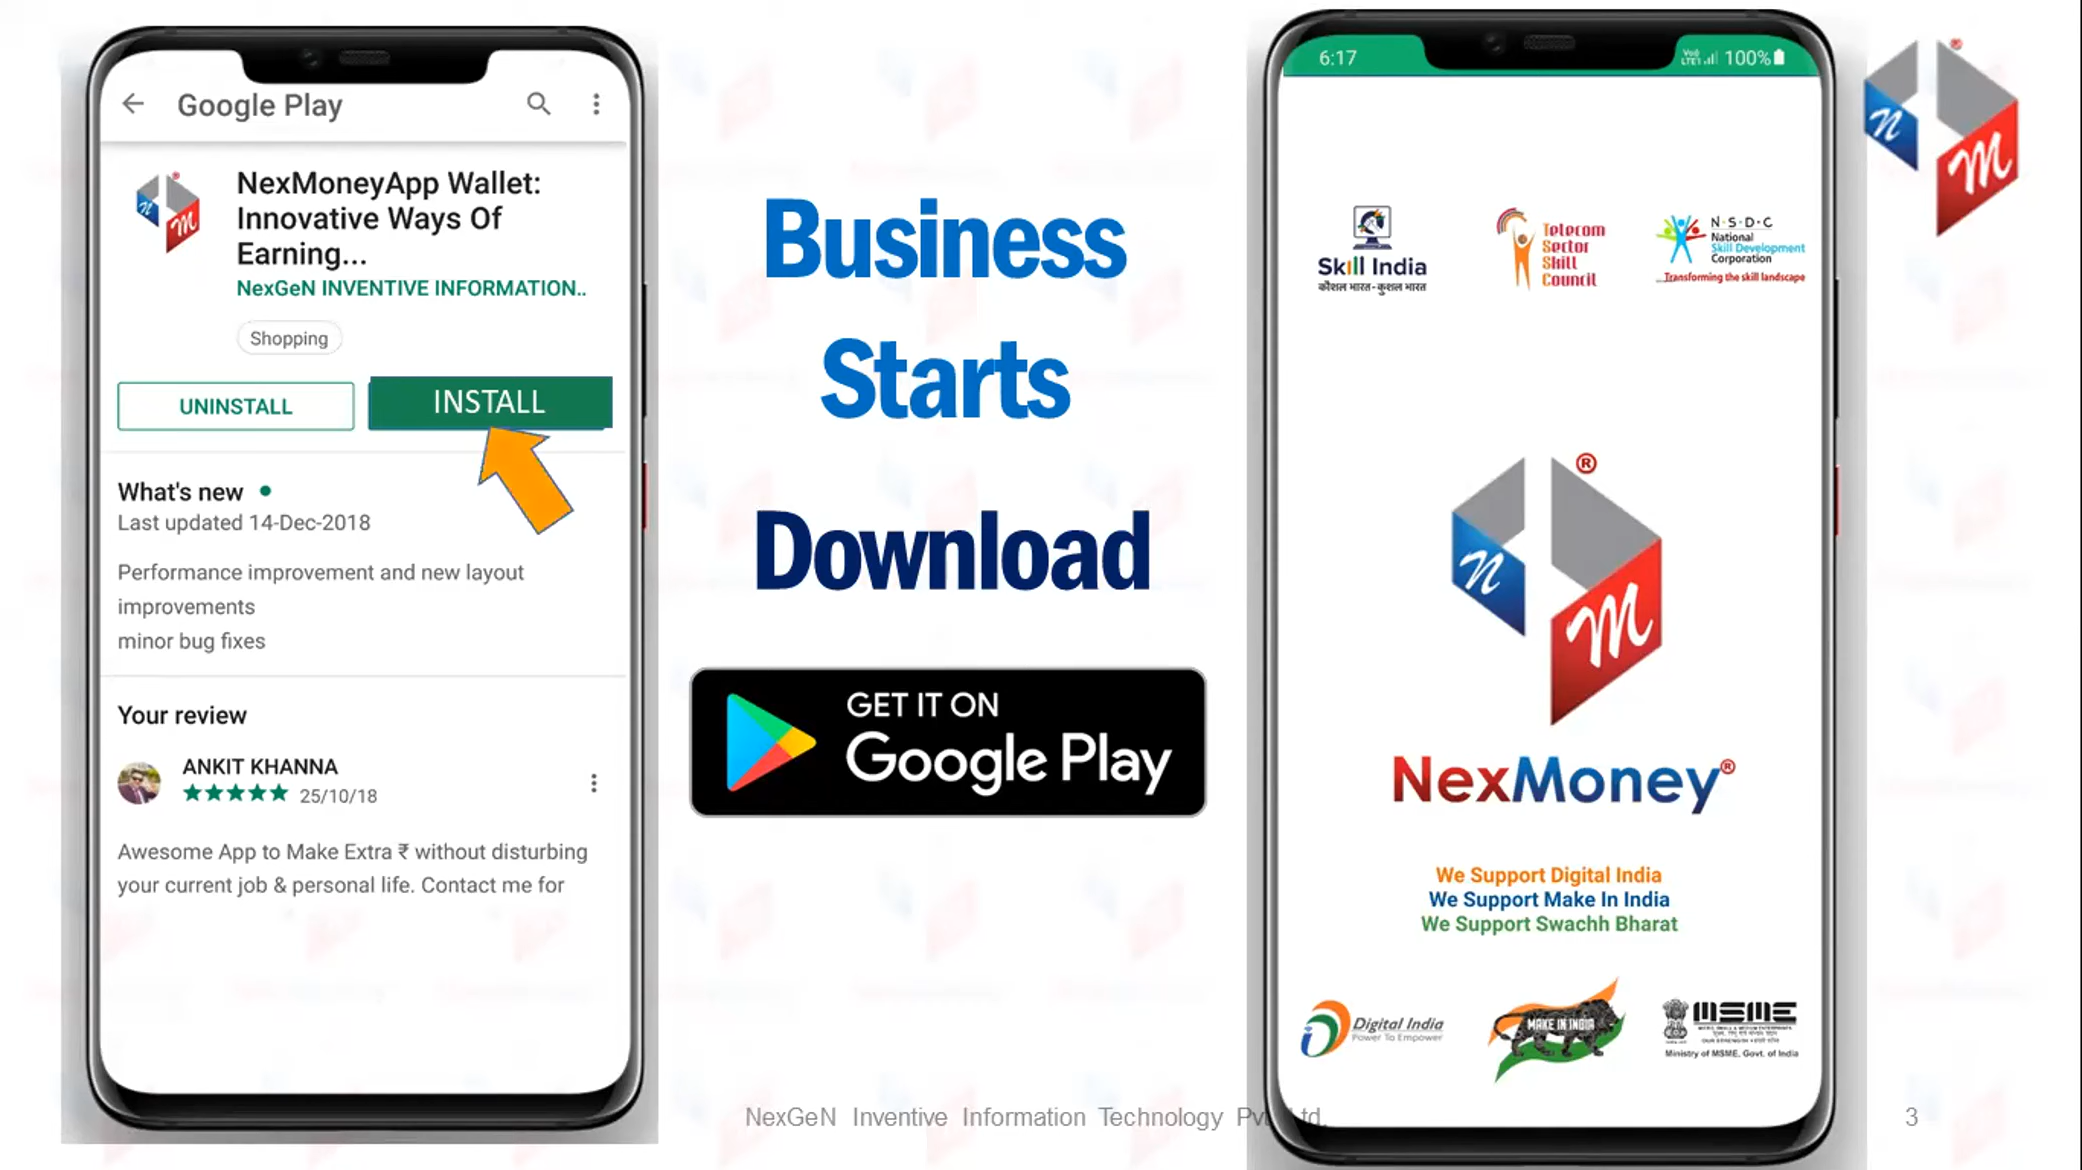 Google Play
NexMoneyApp Wallet:
Innovative Ways Of
Earning...
NexGeN INVENTIVE INFORMATION..
Shopping
UNINSTALL
INSTALL
What's new
Last updated 14-Dec-2018
Performance improvement and new layout
improvements
minor bug fixes
Your review
ANKIT KHANNA
25/10/18
Awesome App to Make Extra ₹ without disturbing
your current job & personal life. Contact me for
Business
Starts
Download
GET IT ON
Google Play
6:17
100%
Skill India
कौशल भारत-कुशल भारत
Telecom
Sector
Skill
Council
N·S·D·C
National
Skill Development
Corporation
Transforming the skill landscape
n
M
®
NexMoney®
We Support Digital India
We Support Make In India
We Support Swachh Bharat
Digital India
Power To Empower
MAKE IN INDIA
MSME
Ministry of MSME, Govt. of India
NexGeN Inventive Information Technology Pvt. Ltd.
3